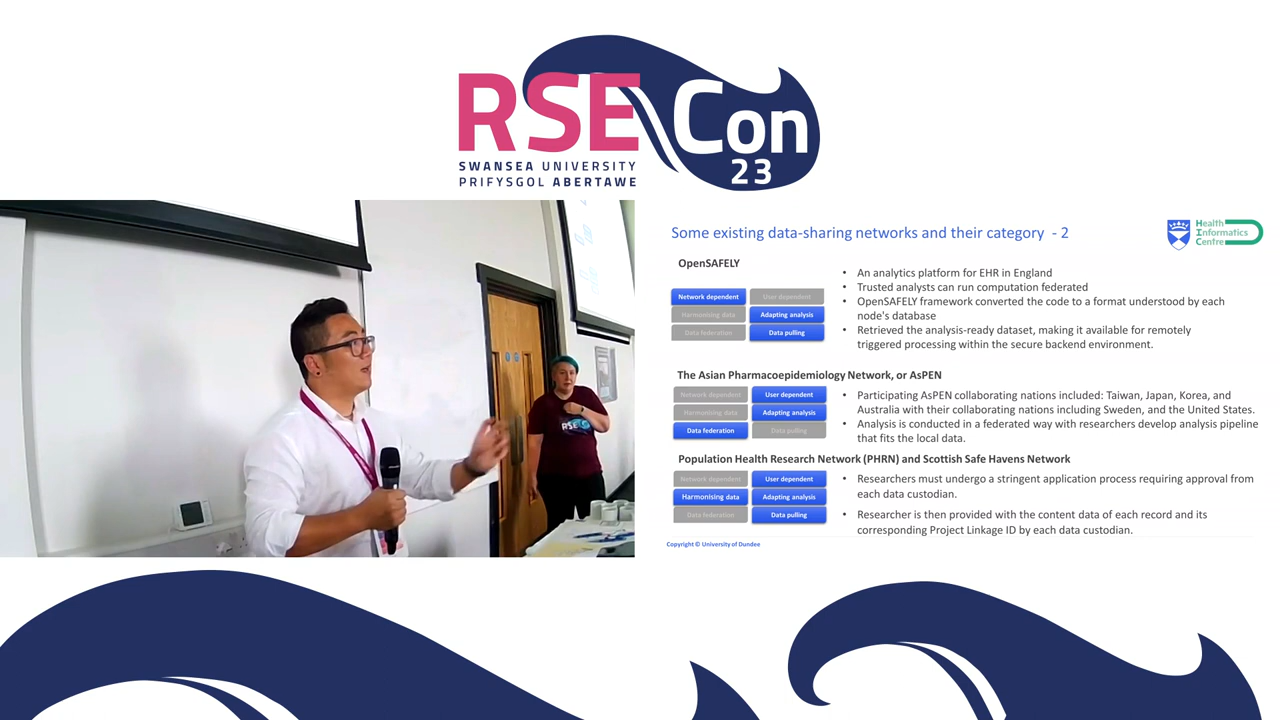 RSE Con
23
SWANSEA UNIVERSITY
PRIFYSGOL ABERTAWE
Some existing data-sharing networks and their category - 2
Health
Informatics
Centre
OpenSAFELY
Network dependent
User dependent
Harmonising data
Adapting analysis
Data federation
Data pulling
• An analytics platform for EHR in England
• Trusted analysts can run computation federated
• OpenSAFELY framework converted the code to a format understood by each
node's database
• Retrieved the analysis-ready dataset, making it available for remotely
triggered processing within the secure backend environment.
The Asian Pharmacoepidemiology Network, or AsPEN
Network dependent
User dependent
Harmonising data
Adapting analysis
Data federation
Data pulling
• Participating AsPEN collaborating nations included: Taiwan, Japan, Korea, and
Australia with their collaborating nations including Sweden, and the United States.
• Analysis is conducted in a federated way with researchers develop analysis pipeline
that fits the local data.
Population Health Research Network (PHRN) and Scottish Safe Havens Network
Network dependent
User dependent
Harmonising data
Adapting analysis
Data federation
Data pulling
• Researchers must undergo a stringent application process requiring approval from
each data custodian.
• Researcher is then provided with the content data of each record and its
corresponding Project Linkage ID by each data custodian.
Copyright © University of Dundee